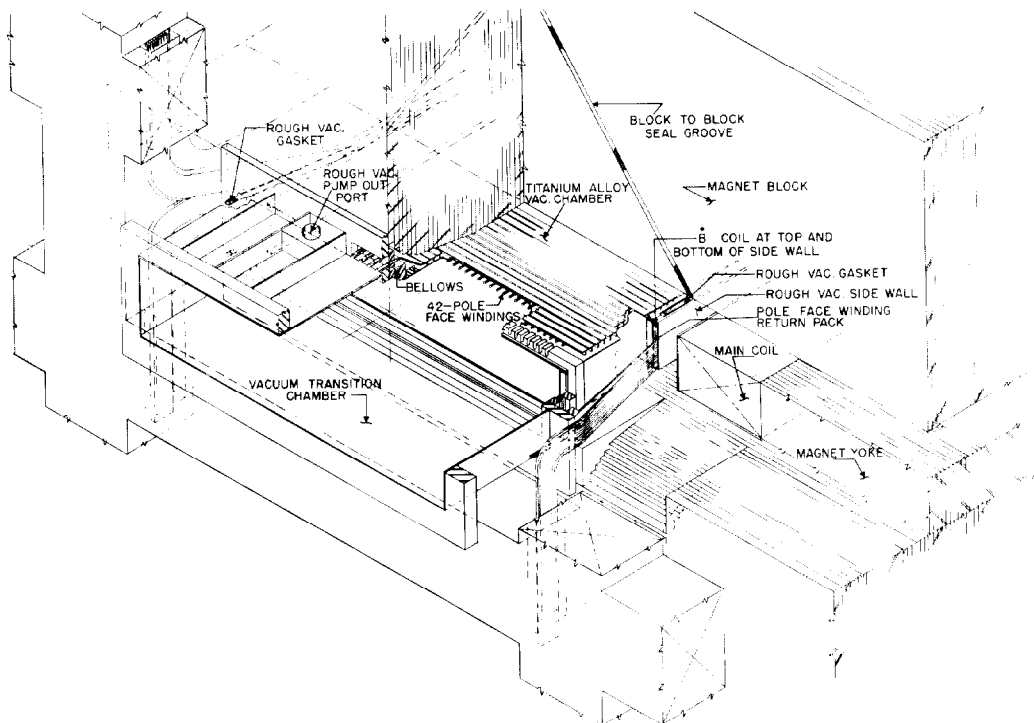 ROUGH VAC.
GASKET
ROUGH VAC.
PUMP OUT
PORT
BLOCK TO BLOCK
SEAL GROOVE
TITANIUM ALLOY
VAC. CHAMBER
MAGNET BLOCK
Ḃ COIL AT TOP AND
BOTTOM OF SIDE WALL
BELLOWS
42-POLE
FACE WINDINGS
ROUGH VAC. GASKET
ROUGH VAC. SIDE WALL
POLE FACE WINDING
RETURN PACK
MAIN COIL
VACUUM TRANSITION
CHAMBER
MAGNET YOKE